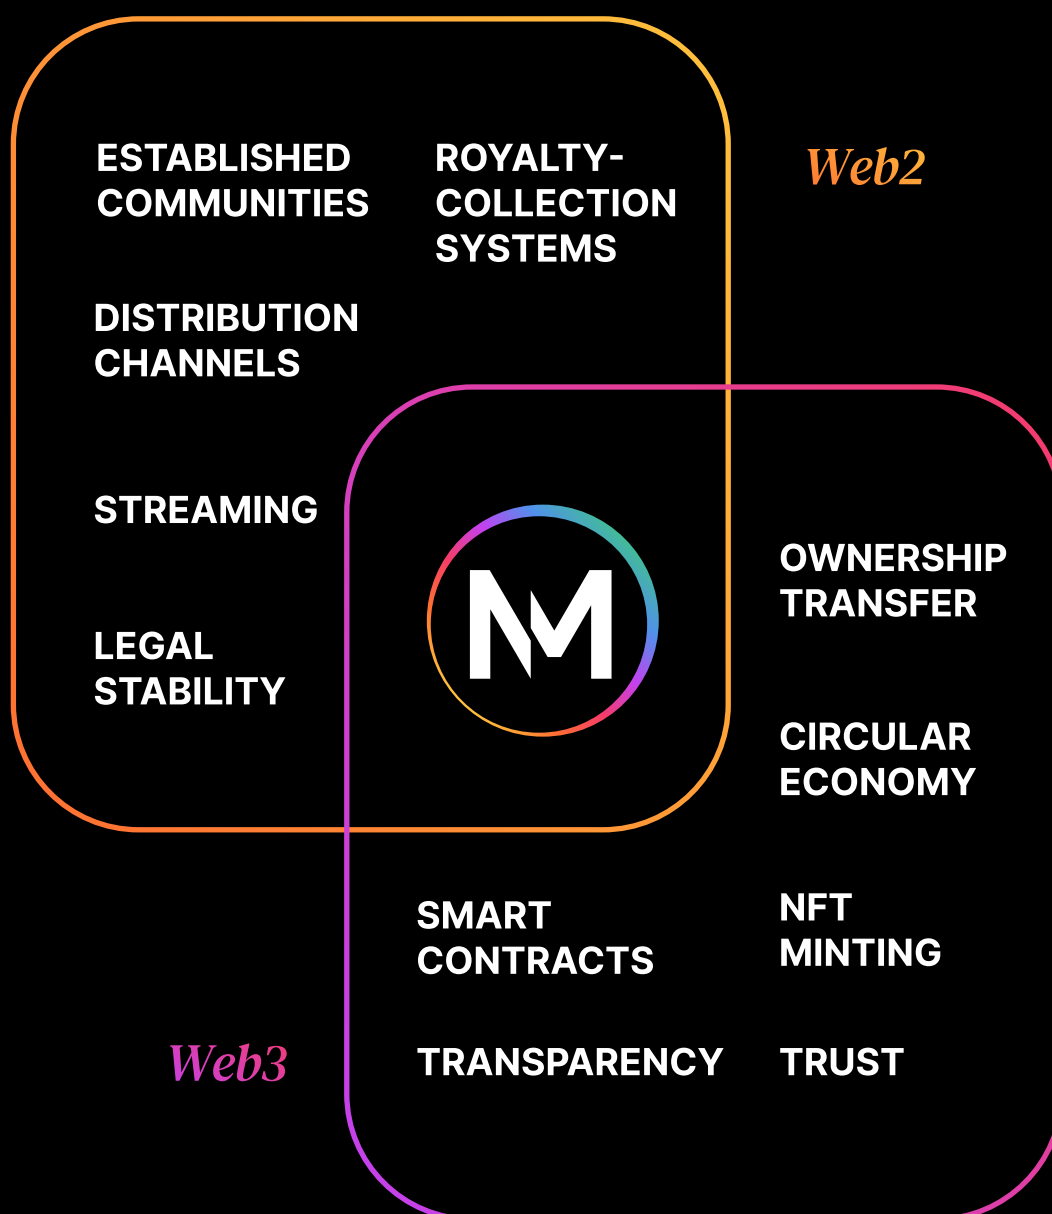 ESTABLISHED
COMMUNITIES
ROYALTY-
COLLECTION
SYSTEMS
Web2
DISTRIBUTION
CHANNELS
STREAMING
LEGAL
STABILITY
M
OWNERSHIP
TRANSFER
CIRCULAR
ECONOMY
SMART
CONTRACTS
NFT
MINTING
Web3
TRANSPARENCY
TRUST